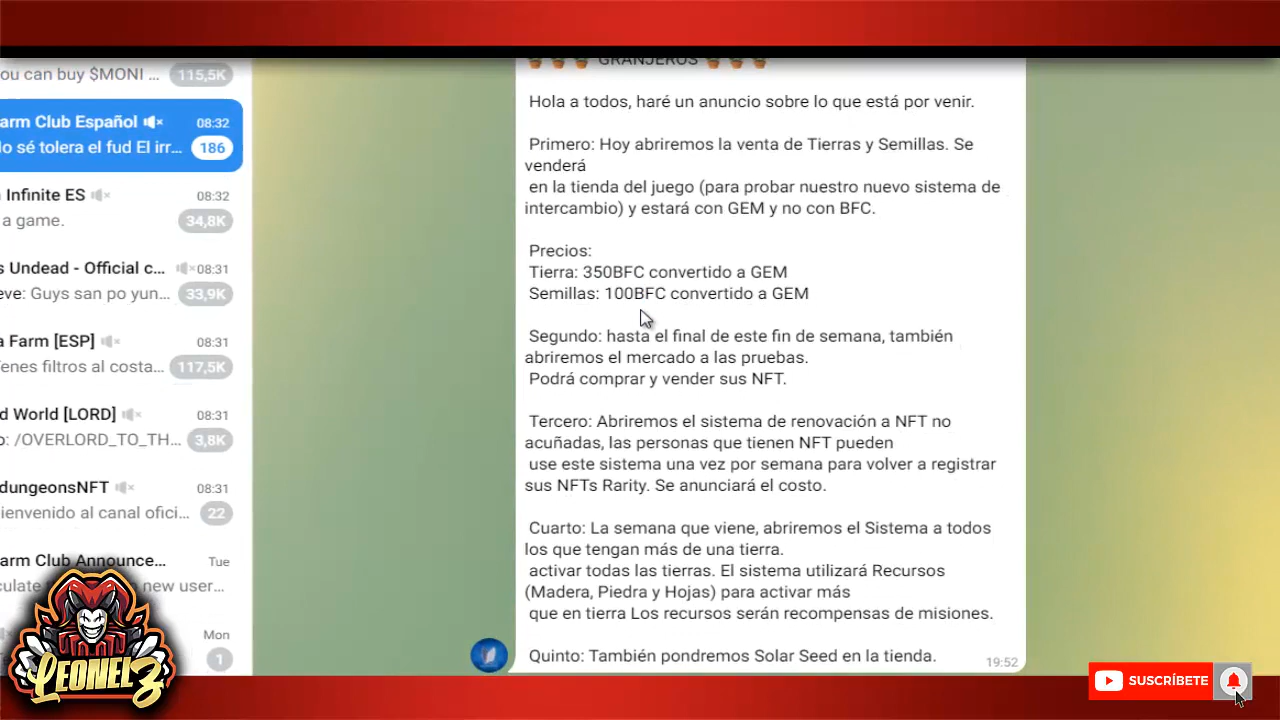 ou can buy $MONI ...
115,5K
arm Club Español
08:32
lo sé tolera el fud El irr...
186
Infinite ES
08:32
a game.
34,8K
s Undead - Official c...
08:31
eve: Guys san po yun...
33,9K
a Farm [ESP]
08:31
enes filtros al costa...
117,5K
d World [LORD]
08:31
o: /OVERLORD_TO_TH...
3,8K
dungeonsNFT
08:31
ienvenido al canal ofici...
22
arm Club Announce...
Tue
culate
new user...
Mon
1
GRANJEROS
Hola a todos, haré un anuncio sobre lo que está por venir.
Primero: Hoy abriremos la venta de Tierras y Semillas. Se
venderá
en la tienda del juego (para probar nuestro nuevo sistema de
intercambio) y estará con GEM y no con BFC.
Precios:
Tierra: 350BFC convertido a GEM
Semillas: 100BFC convertido a GEM
Segundo: hasta el final de este fin de semana, también
abriremos el mercado a las pruebas.
Podrá comprar y vender sus NFT.
Tercero: Abriremos el sistema de renovación a NFT no
acuñadas, las personas que tienen NFT pueden
use este sistema una vez por semana para volver a registrar
sus NFTs Rarity. Se anunciará el costo.
Cuarto: La semana que viene, abriremos el Sistema a todos
los que tengan más de una tierra.
activar todas las tierras. El sistema utilizará Recursos
(Madera, Piedra y Hojas) para activar más
que en tierra Los recursos serán recompensas de misiones.
Quinto: También pondremos Solar Seed en la tienda.
19:52
LEONELZ
SUSCRÍBETE